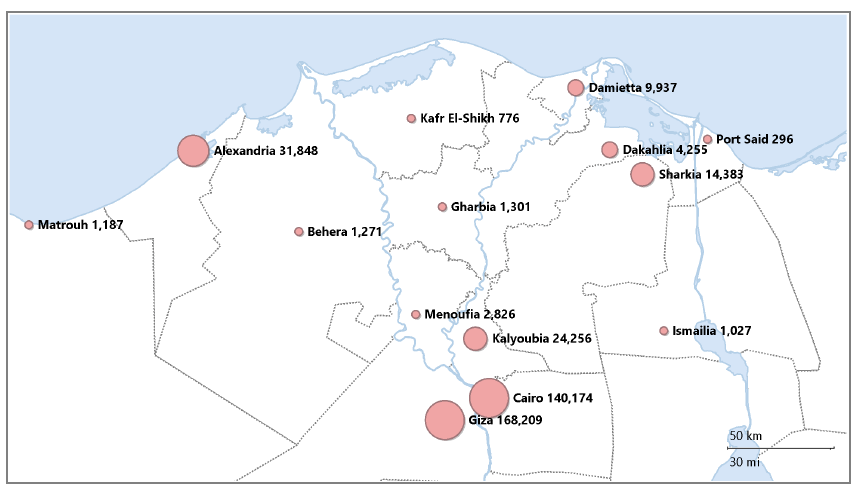 Damietta 9,937
Kafr El-Shikh 776
Port Said 296
Alexandria 31,848
Dakahlia 4,255
Sharkia 14,383
Gharbia 1,301
Matrouh 1,187
Behera 1,271
Menoufia 2,826
Ismailia 1,027
Kalyoubia 24,256
Cairo 140,174
Giza 168,209
50 km
30 mi